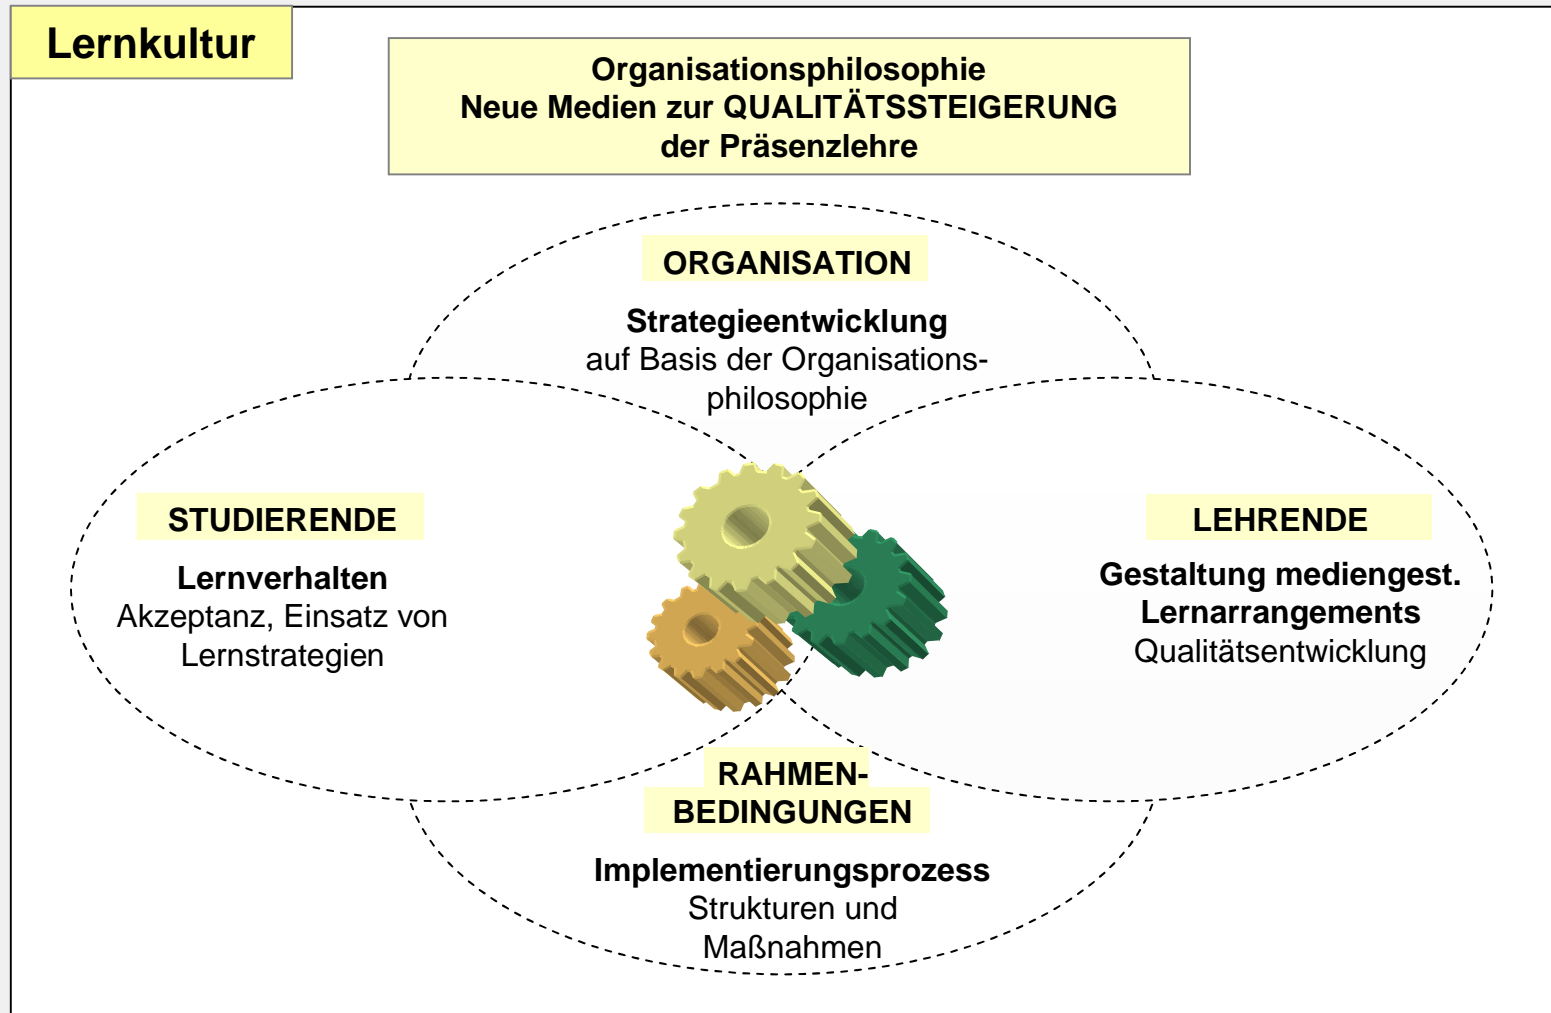 Lernkultur
Organisationsphilosophie
Neue Medien zur QUALITÄTSSTEIGERUNG
der Präsenzlehre
ORGANISATION
Strategieentwicklung
auf Basis der Organisations-
philosophie
STUDIERENDE
Lernverhalten
Akzeptanz, Einsatz von
Lernstrategien
LEHRENDE
Gestaltung mediengest.
Lernarrangements
Qualitätsentwicklung
RAHMEN-
BEDINGUNGEN
Implementierungsprozess
Strukturen und
Maßnahmen